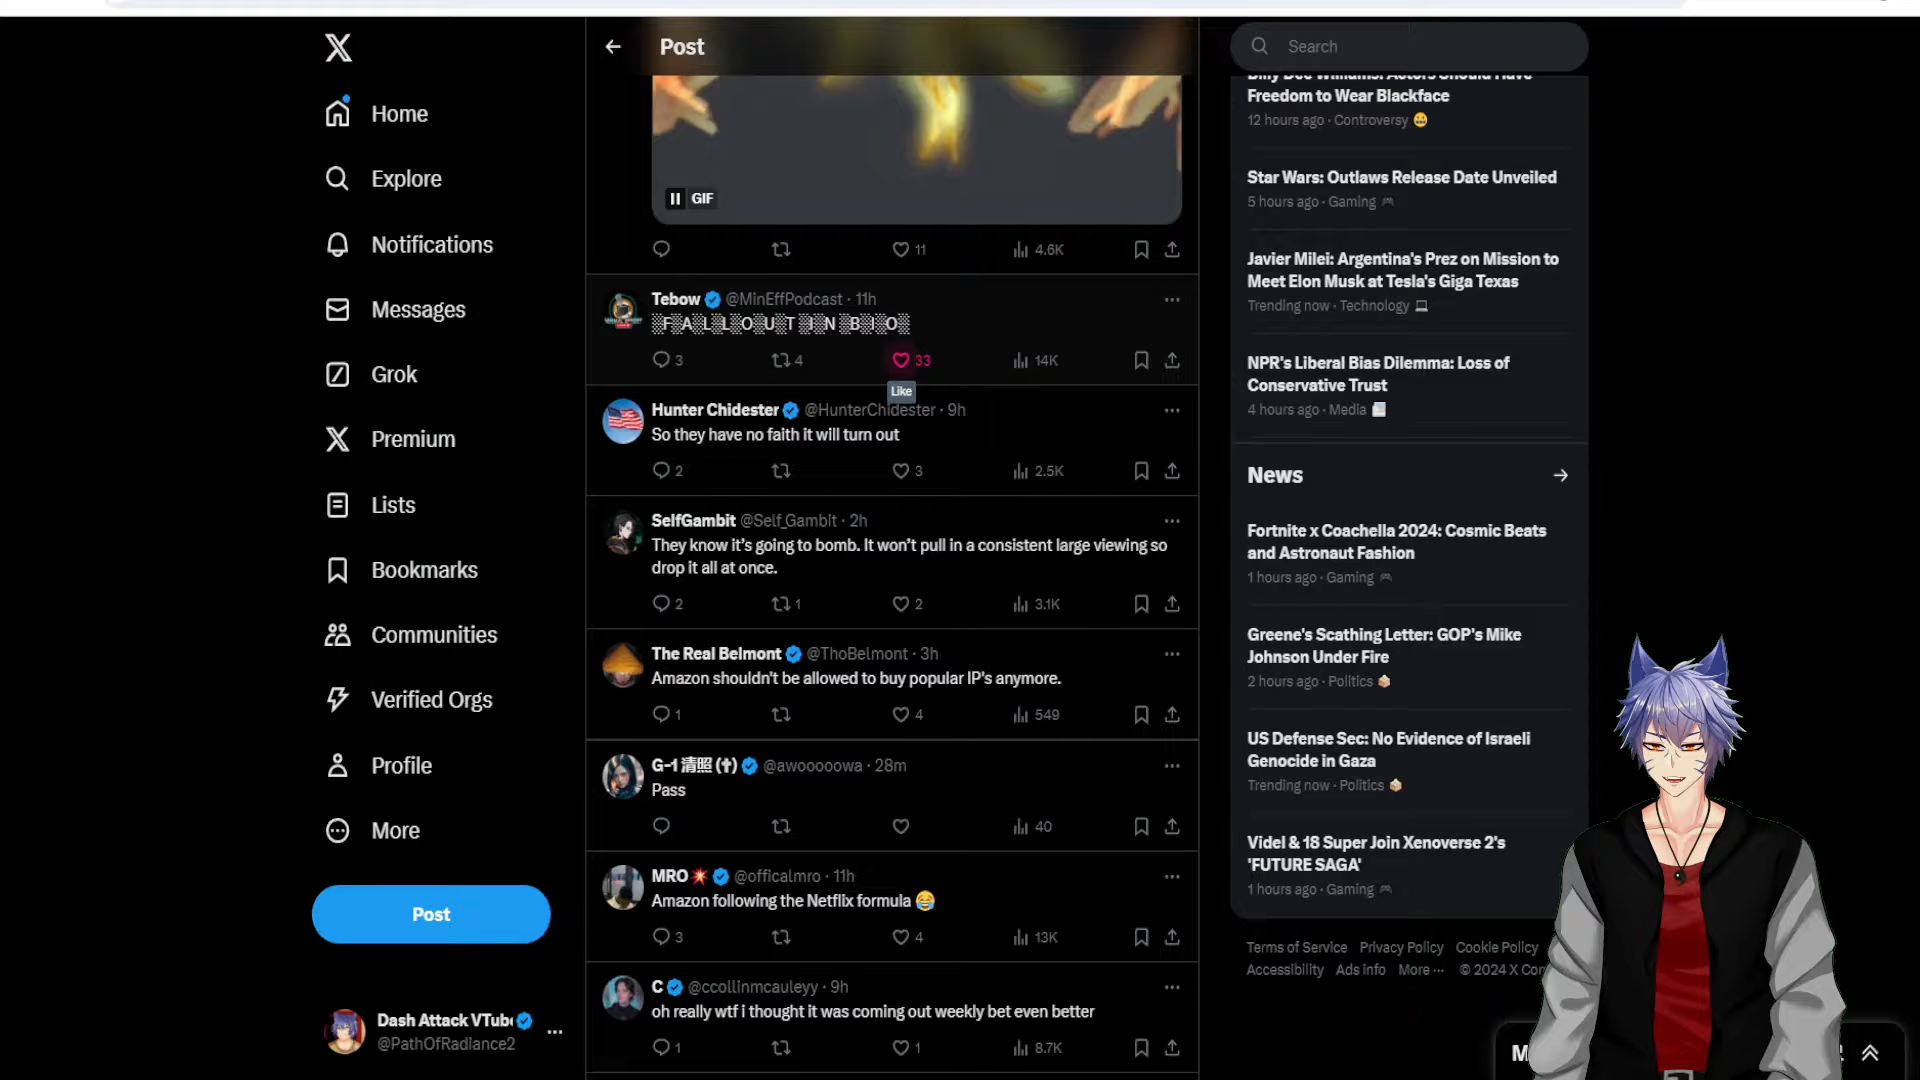 Home
Explore
Notifications
Messages
Grok
Premium
Lists
Bookmarks
Communities
Verified Orgs
Profile
More
Post
Dash Attack VTub
@PathOfRadiance2
...
Post
GIF
11
4.6K
Tebow @MinEffPodcast · 11h
░F░A░L░L░O░U░T░ ░I░N░ ░B░I░O░
3
4
33
14K
Like
Hunter Chidester @HunterChidester · 9h
So they have no faith it will turn out
2
3
2.5K
SelfGambit @Self_Gambit · 2h
They know it's going to bomb. It won't pull in a consistent large viewing so
drop it all at once.
2
1
2
3.1K
The Real Belmont @ThoBelmont · 3h
Amazon shouldn't be allowed to buy popular IP's anymore.
1
4
549
G-1 清照 (✝) @awooooowa · 28m
Pass
40
MRO💥 @officalmro · 11h
Amazon following the Netflix formula 😂
3
4
13K
C @ccollinmcauleyy · 9h
oh really wtf i thought it was coming out weekly bet even better
1
1
8.7K
Search
Billy Dee Williams: Actors Should Have
Freedom to Wear Blackface
12 hours ago · Controversy
Star Wars: Outlaws Release Date Unveiled
5 hours ago · Gaming
Javier Milei: Argentina's Prez on Mission to
Meet Elon Musk at Tesla's Giga Texas
Trending now · Technology
NPR's Liberal Bias Dilemma: Loss of
Conservative Trust
4 hours ago · Media
News
Fortnite x Coachella 2024: Cosmic Beats
and Astronaut Fashion
1 hours ago · Gaming
Greene's Scathing Letter: GOP's Mike
Johnson Under Fire
2 hours ago · Politics
US Defense Sec: No Evidence of Israeli
Genocide in Gaza
Trending now · Politics
Videl & 18 Super Join Xenoverse 2's
'FUTURE SAGA'
1 hours ago · Gaming
Terms of Service Privacy Policy Cookie Policy
Accessibility Ads info More ··· © 2024 X Cor